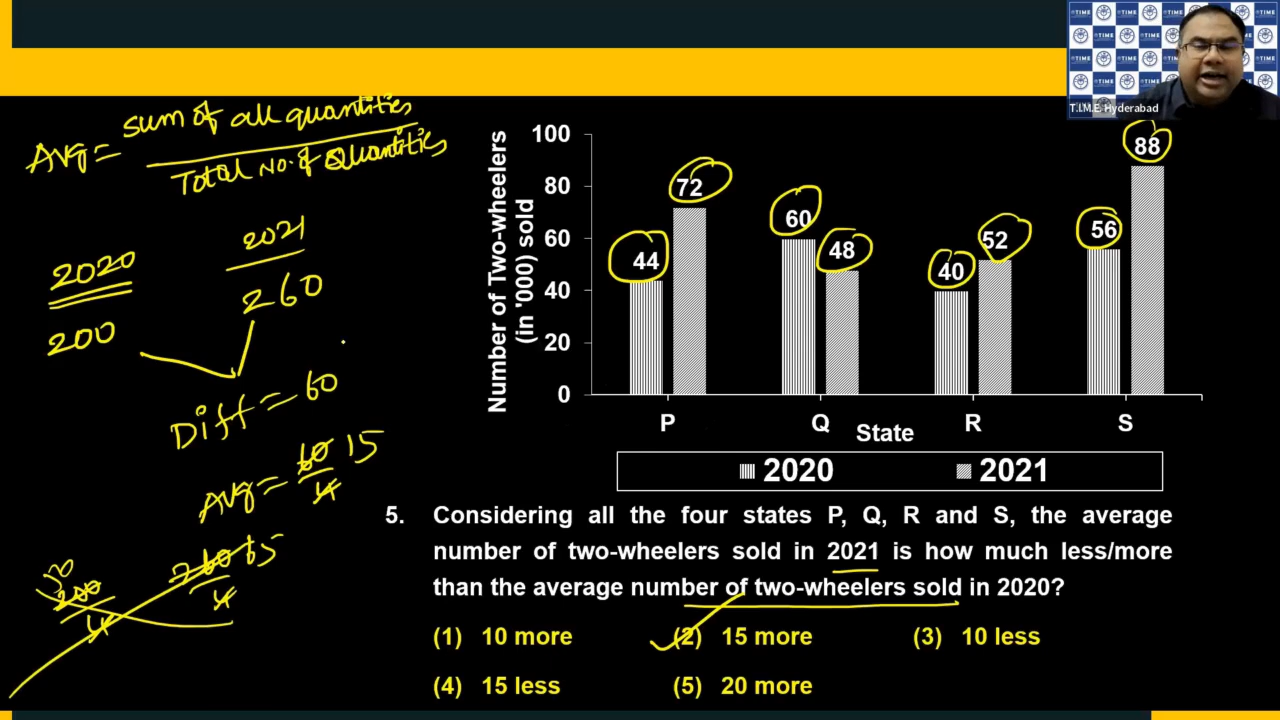 TIME
T.I.M.E. Hyderabad
Avg = sum of all quantities
Total No. of Quantities
2020
2021
200
260
Diff = 60
Avg = 60 15
4
50
200
4
260 65
4
Number of Two-wheelers
(in '000) sold
100
80
60
40
20
0
44
72
60
48
40
52
56
88
P
Q
R
S
State
2020
2021
5. Considering all the four states P, Q, R and S, the average
number of two-wheelers sold in 2021 is how much less/more
than the average number of two-wheelers sold in 2020?
(1) 10 more (2) 15 more (3) 10 less
(4) 15 less (5) 20 more